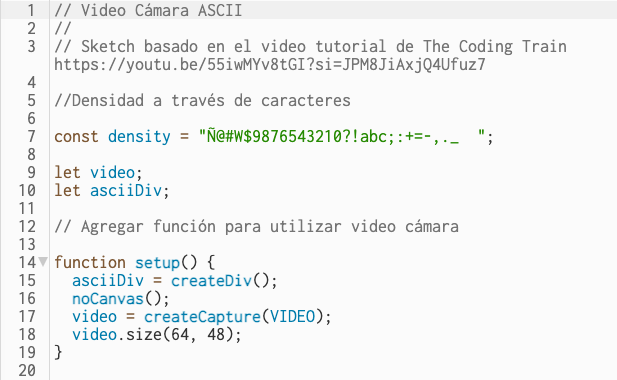 1 // Video Cámara ASCII
2 //
3 // Sketch basado en el video tutorial de The Coding Train
https://youtu.be/55iwMYv8tGI?si=JPM8JiAxjQ4Ufuz7
4
5 //Densidad a través de caracteres
6
7 const density = "Ñ@#W$9876543210?!abc;:+=-,._  ";
8
9 let video;
10 let asciiDiv;
11
12 // Agregar función para utilizar video cámara
13
14 function setup() {
15   asciiDiv = createDiv();
16   noCanvas();
17   video = createCapture(VIDEO);
18   video.size(64, 48);
19 }
20